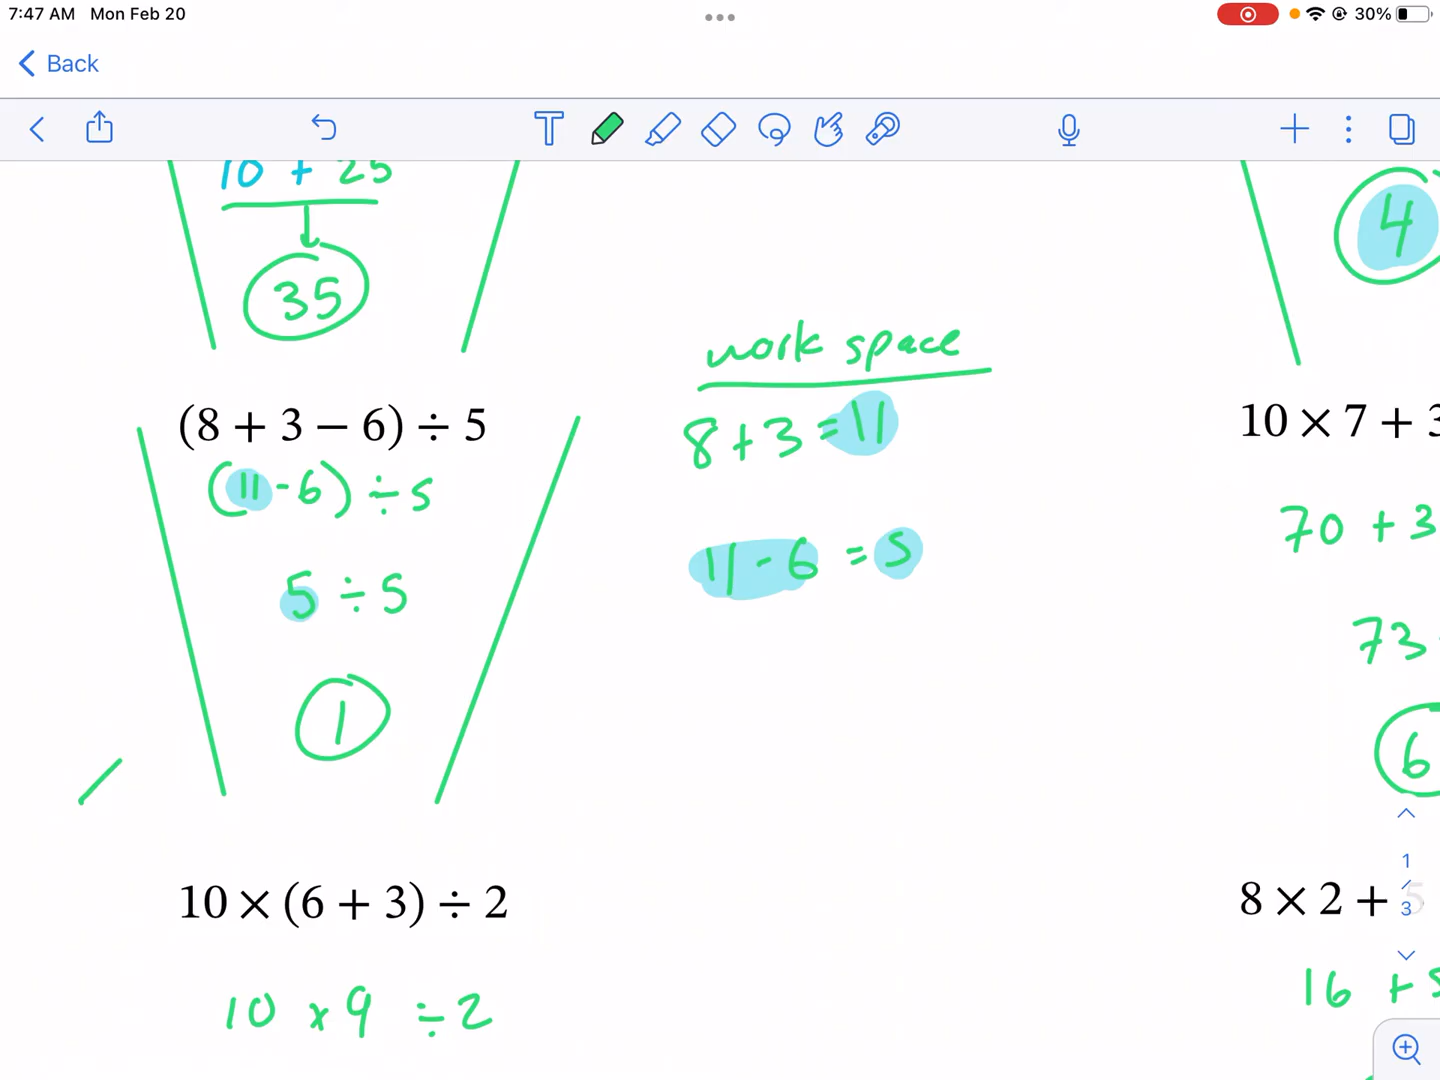 7:47 AM Mon Feb 20
30%
Back
10 + 25
35
4
work space
(8 + 3 − 6) ÷ 5
8 + 3 = 11
10 × 7 + 3
(11 - 6) ÷ 5
70 + 3
11 - 6 = 5
5 ÷ 5
73
1
6
1
/
3
10 × (6 + 3) ÷ 2
8 × 2 + 5
10 x 9 ÷ 2
16 + 5